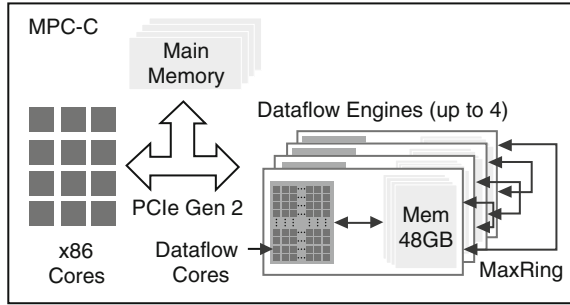 MPC-C
Main
Memory
Dataflow Engines (up to 4)
PCIe Gen 2
Mem
48GB
x86
Cores
Dataflow
Cores
MaxRing